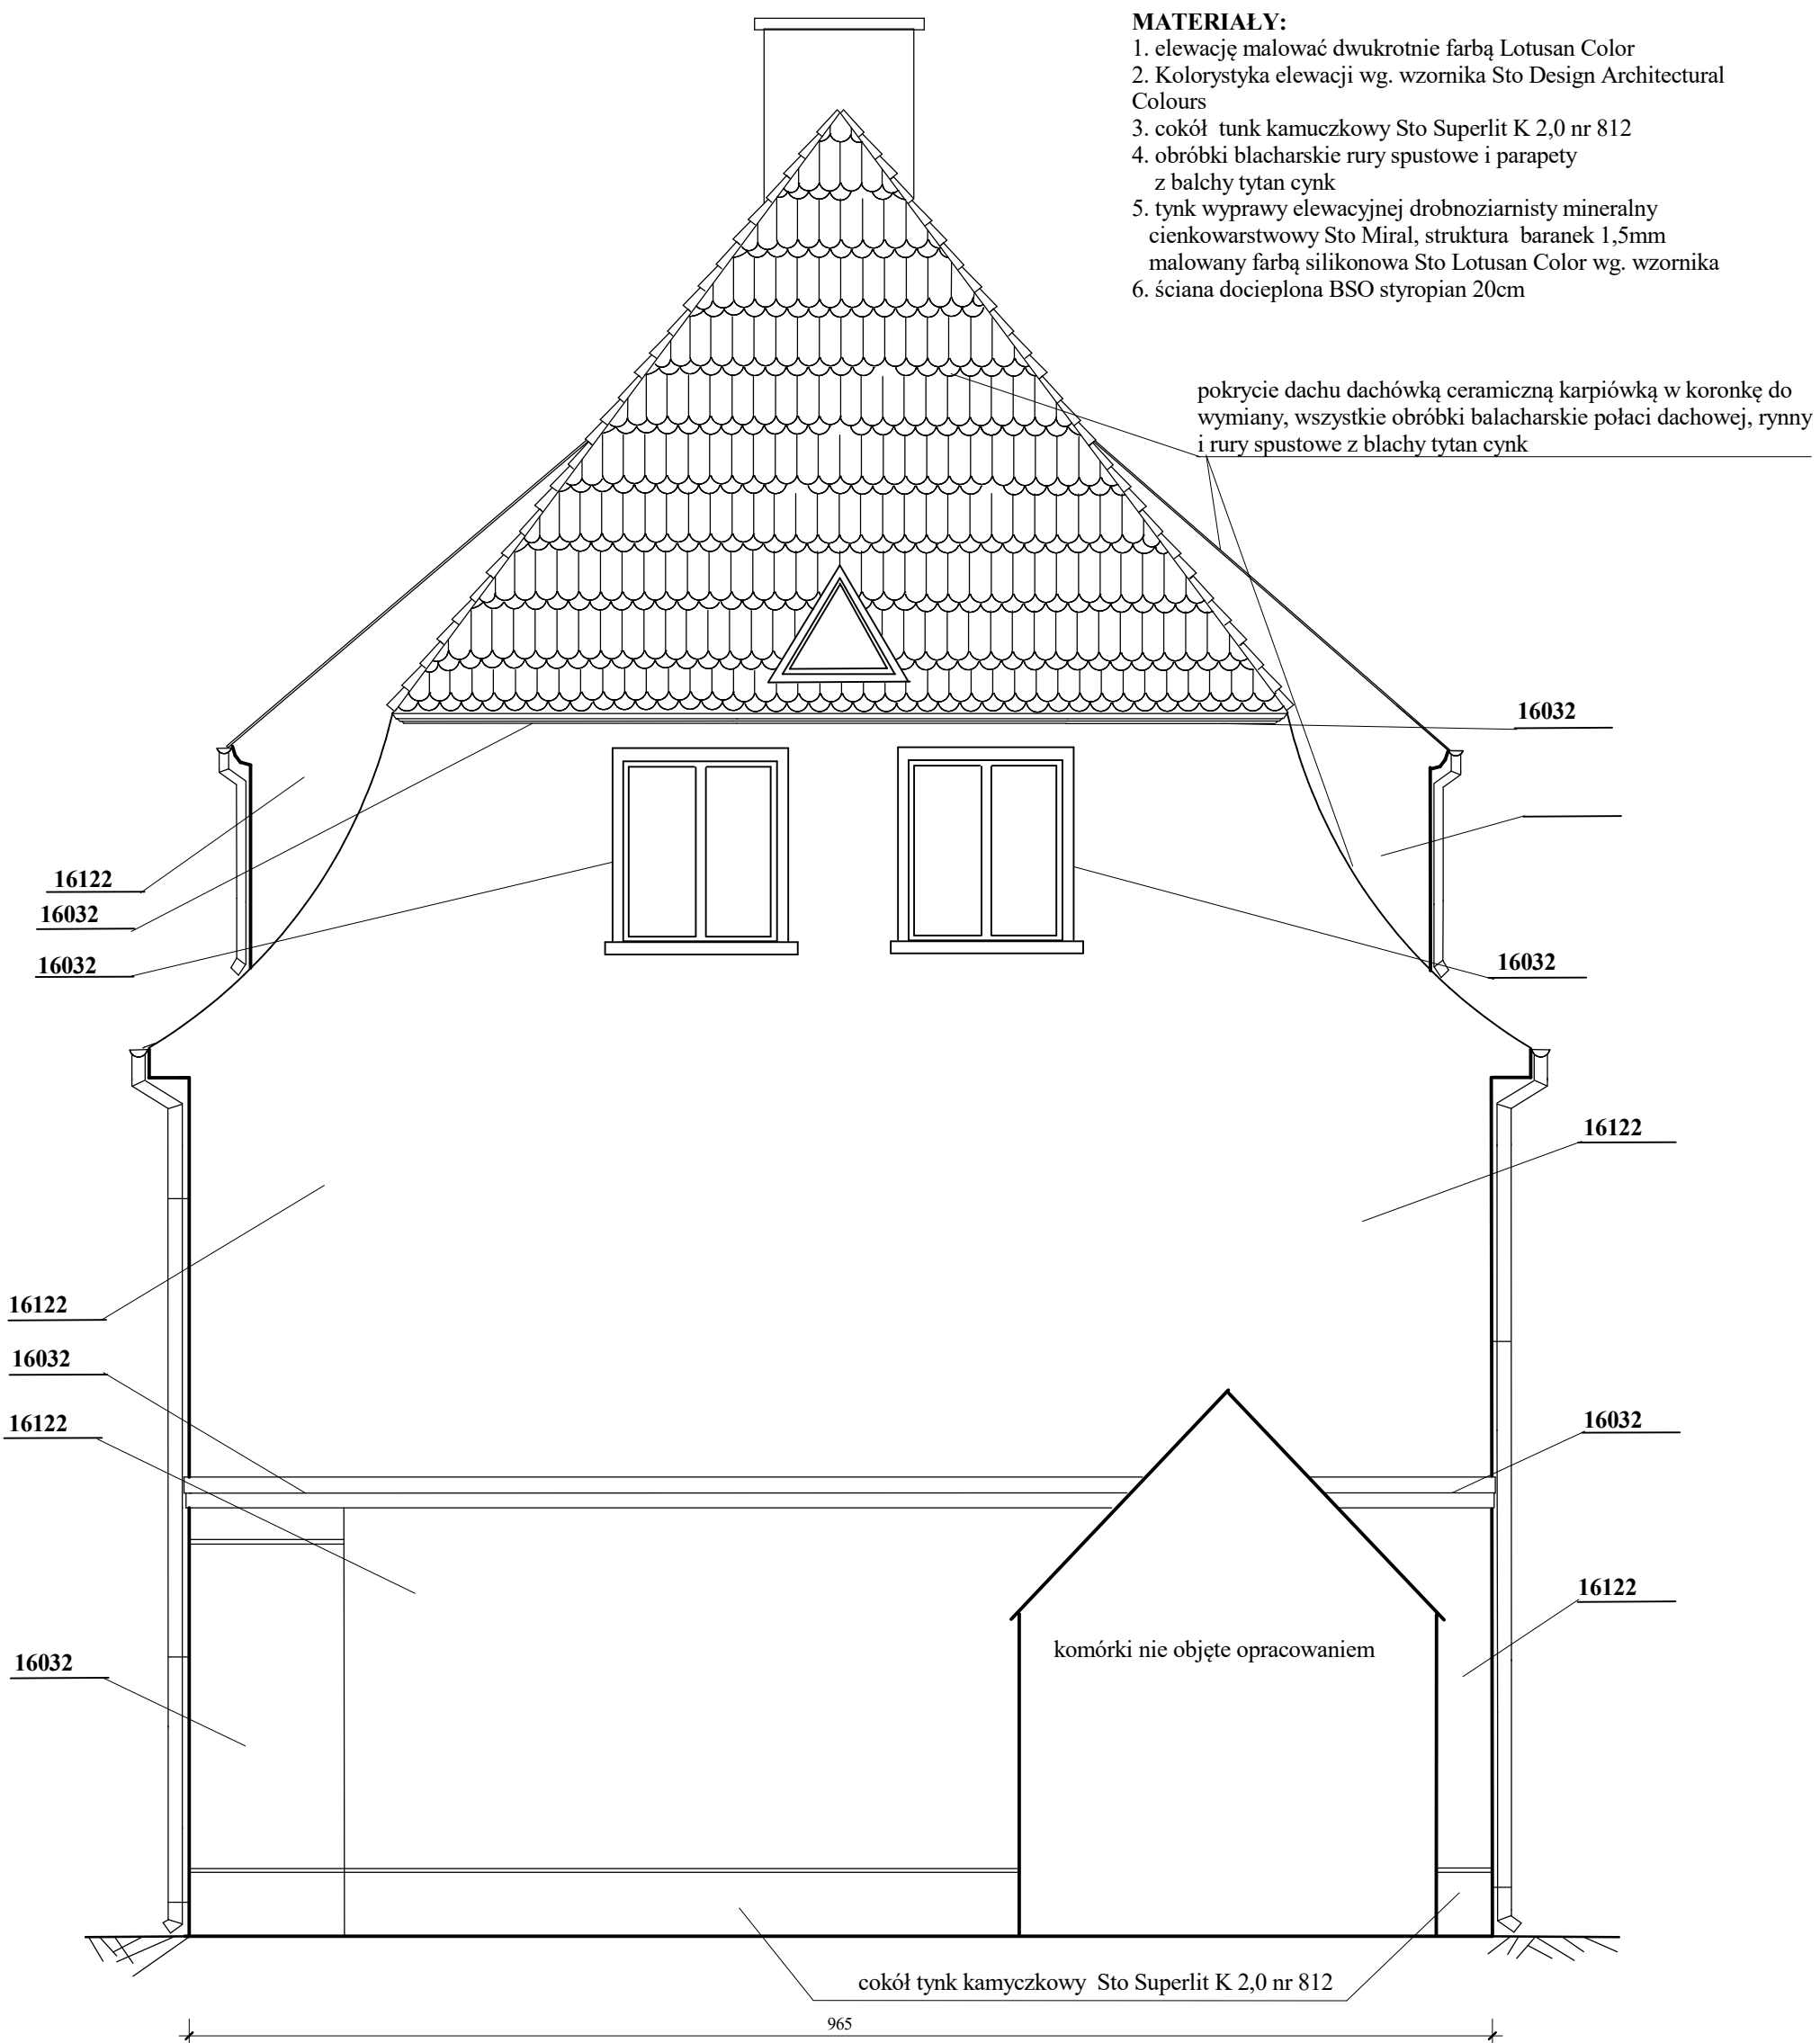 MATERIAŁY:
1. elewację malować dwukrotnie farbą Lotusan Color
2. Kolorystyka elewacji wg. wzornika Sto Design Architectural
Colours
3. cokół tunk kamuczkowy Sto Superlit K 2,0 nr 812
4. obróbki blacharskie rury spustowe i parapety
z balchy tytan cynk
5. tynk wyprawy elewacyjnej drobnoziarnisty mineralny
cienkowarstwowy Sto Miral, struktura baranek 1,5mm
malowany farbą silikonowa Sto Lotusan Color wg. wzornika
6. ściana docieplona BSO styropian 20cm
pokrycie dachu dachówką ceramiczną karpiówką w koronkę do
wymiany, wszystkie obróbki balacharskie połaci dachowej, rynny
i rury spustowe z blachy tytan cynk
16032
16122
16032
16032
16032
16122
16122
16032
16122
16032
16122
komórki nie objęte opracowaniem
16032
cokół tynk kamyczkowy Sto Superlit K 2,0 nr 812
965